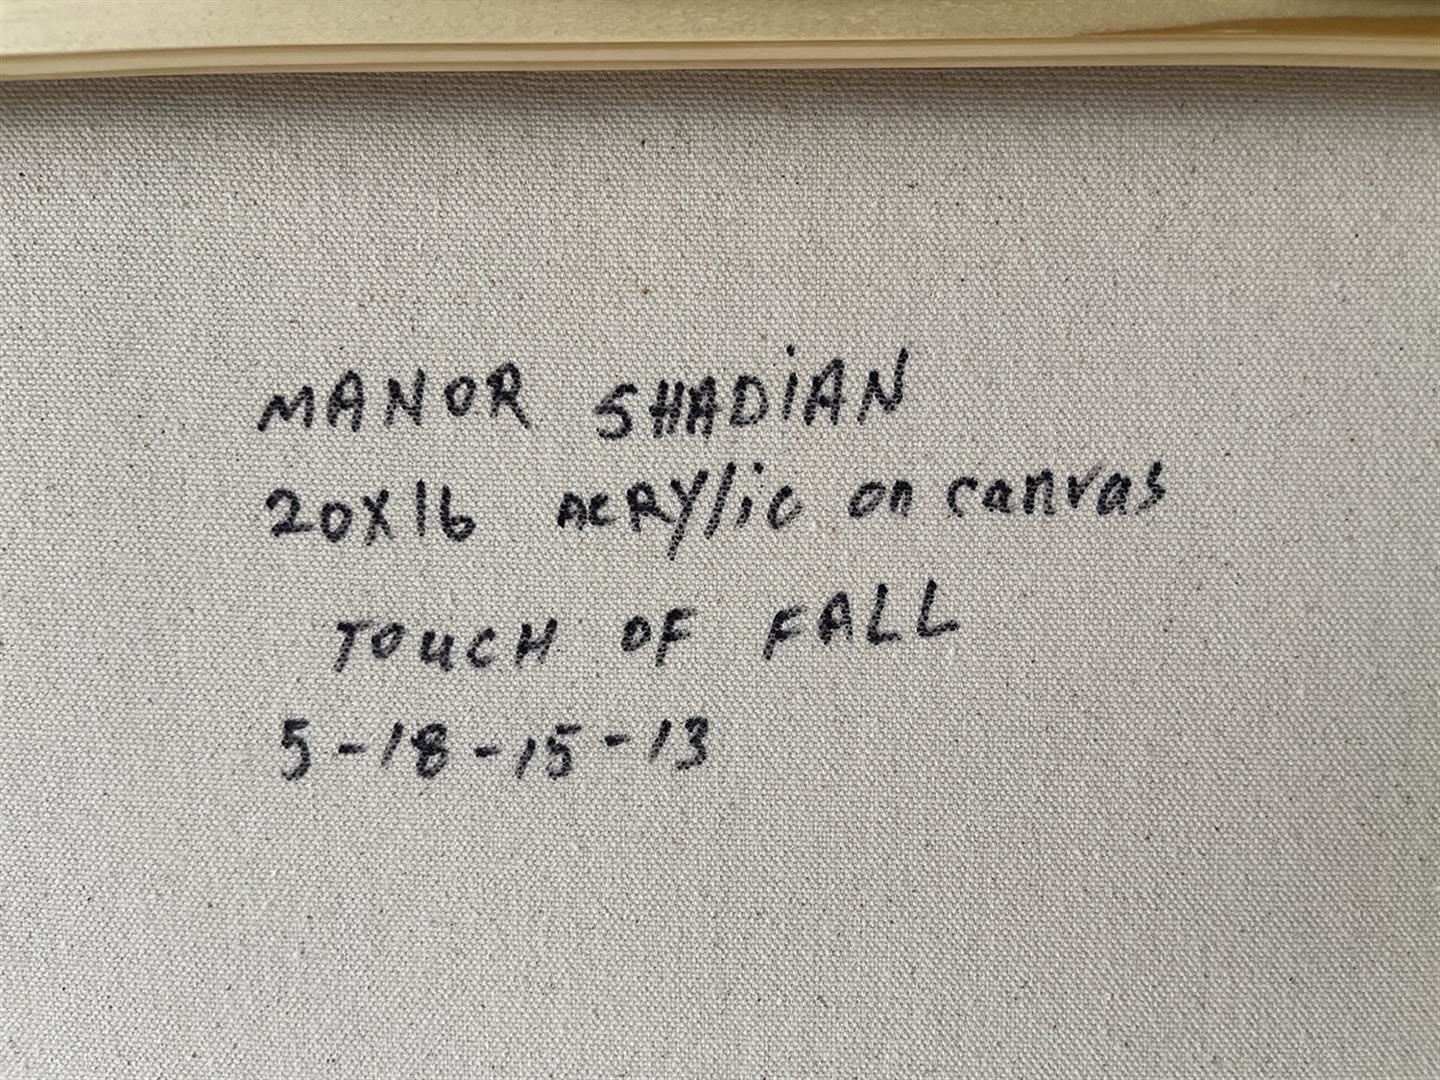 MANOR SHADiAN
20X16 ACRYlic on canvas
TOUCH OF FALL
5-18-15-13